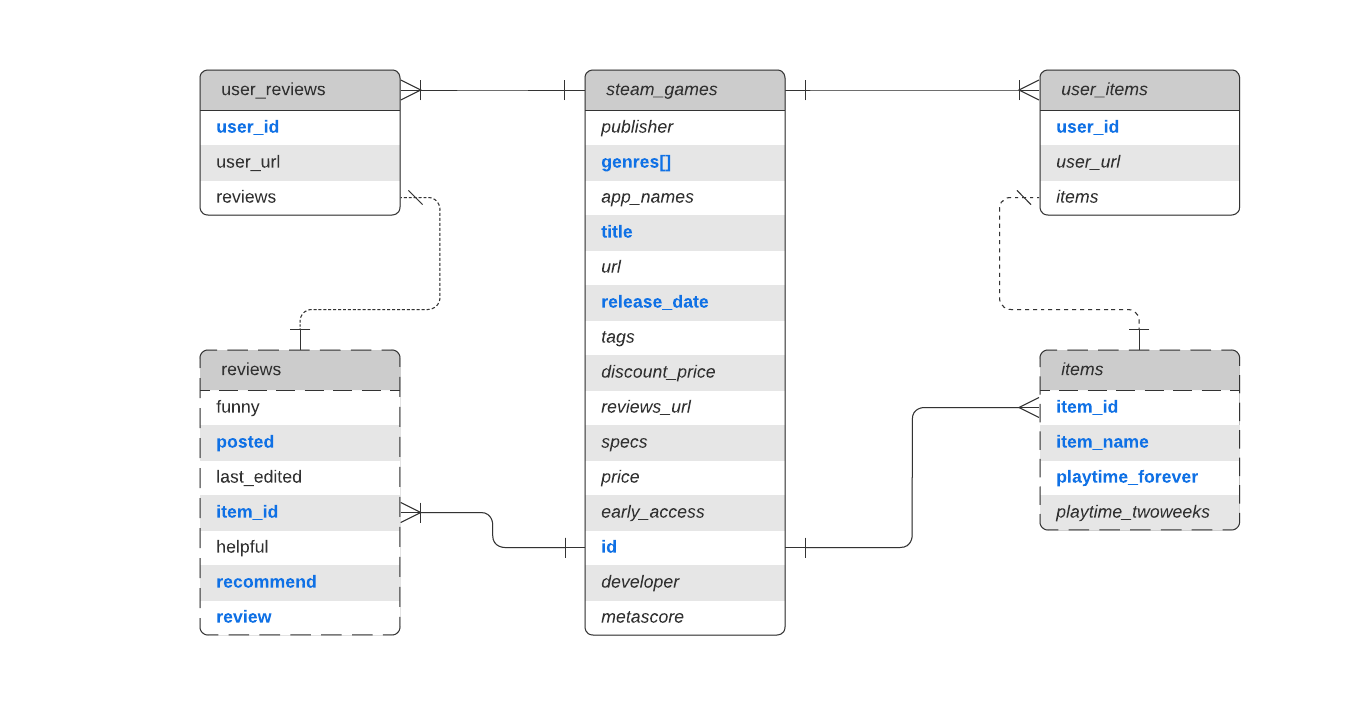 user_reviews
user_id
user_url
reviews
steam_games
publisher
genres[]
app_names
title
url
release_date
tags
discount_price
reviews_url
specs
price
early_access
id
developer
metascore
user_items
user_id
user_url
items
reviews
funny
posted
last_edited
item_id
helpful
recommend
review
items
item_id
item_name
playtime_forever
playtime_twoweeks